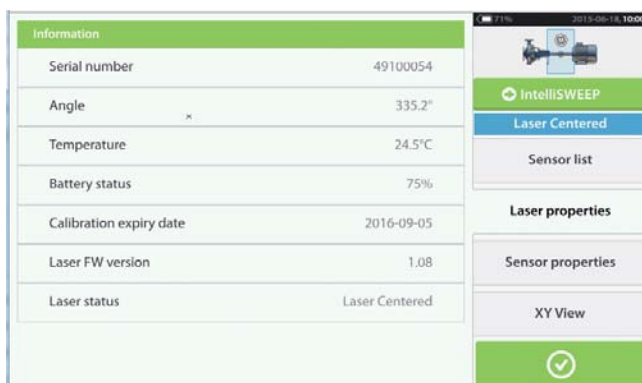 Information
Serial number 49100054
Angle 335.2°
Temperature 24.5°C
Battery status 75%
Calibration expiry date 2016-09-05
Laser FW version 1.08
Laser status Laser Centered
71% 2015-06-18, 10:00
IntelliSWEEP
Laser Centered
Sensor list
Laser properties
Sensor properties
XY View